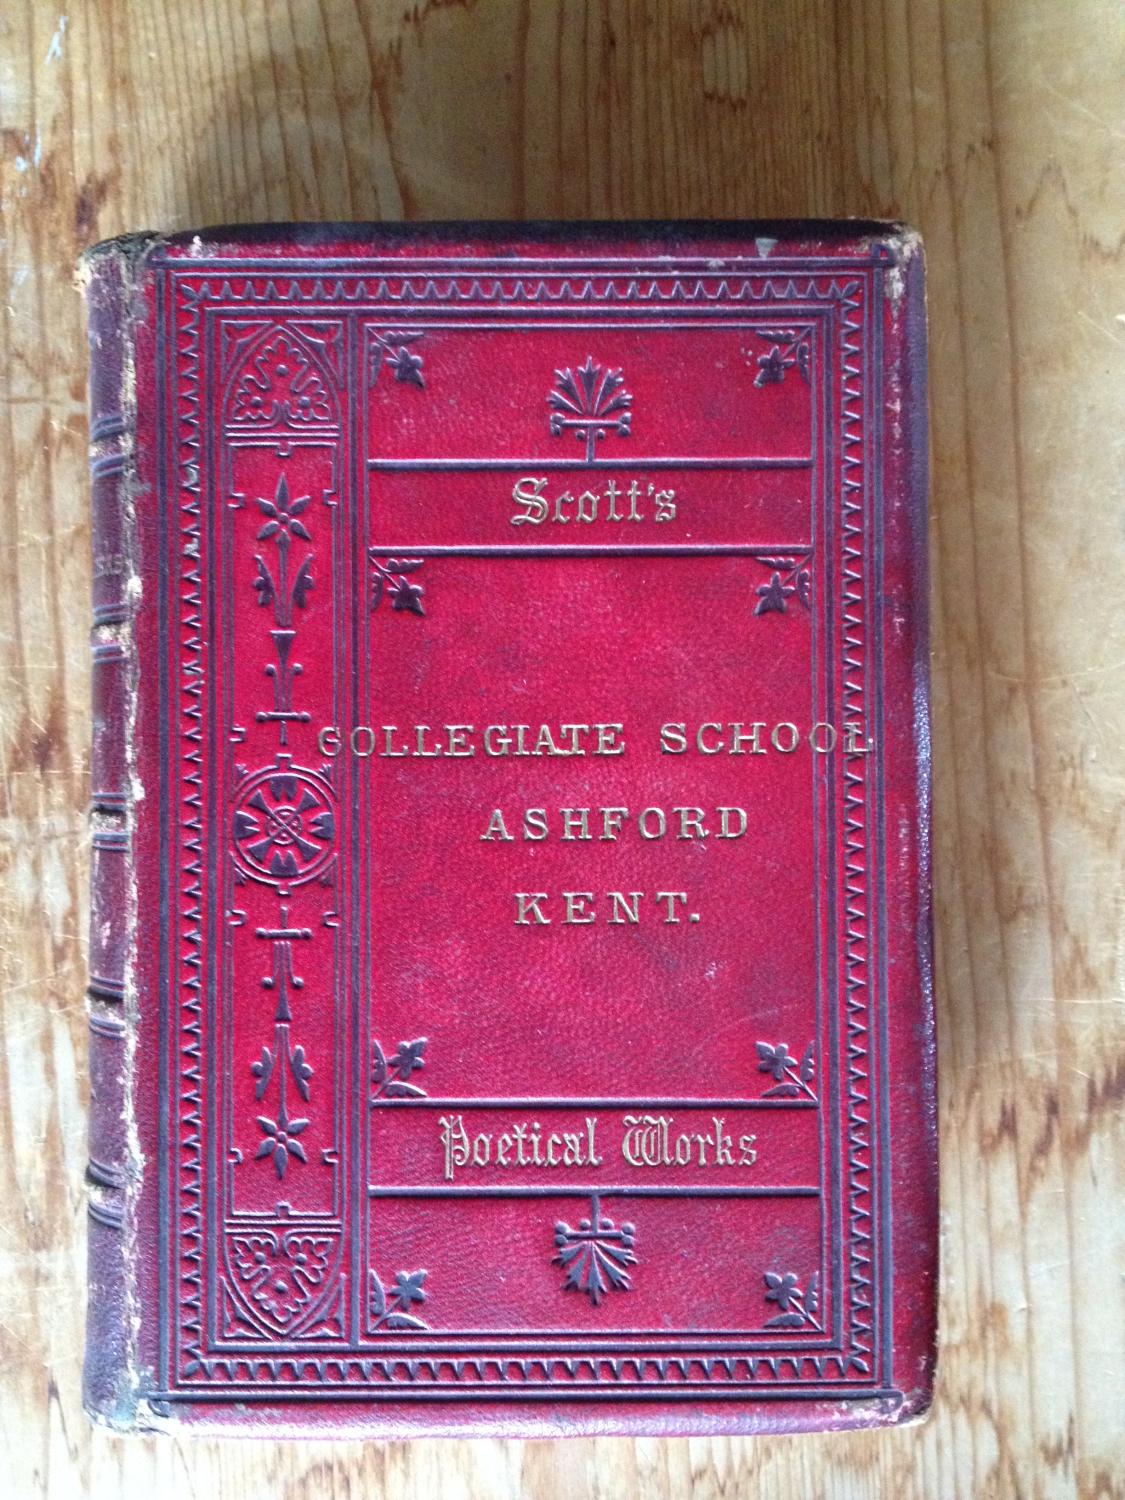 Scott's
COLLEGIATE SCHOOL
ASHFORD
KENT.
Poetical Works